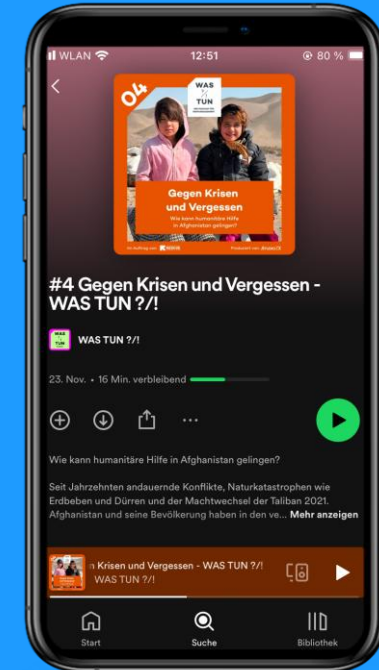 WLAN
12:51
80 %
04
WAS
TUN
Gegen Krisen
und Vergessen
Wie kann humanitäre Hilfe
in Afghanistan gelingen?
Im Auftrag von
#4 Gegen Krisen und Vergessen -
WAS TUN ?/!
WAS TUN ?/!
23. Nov. • 16 Min. verbleibend
Wie kann humanitäre Hilfe in Afghanistan gelingen?
Seit Jahrzehnten andauernde Konflikte, Naturkatastrophen wie
Erdbeben und Dürren und der Machtwechsel der Taliban 2021.
Afghanistan und seine Bevölkerung haben in den ve... Mehr anzeigen
n Krisen und Vergessen - WAS TUN ?/!
WAS TUN ?/!
Start
Suche
Bibliothek